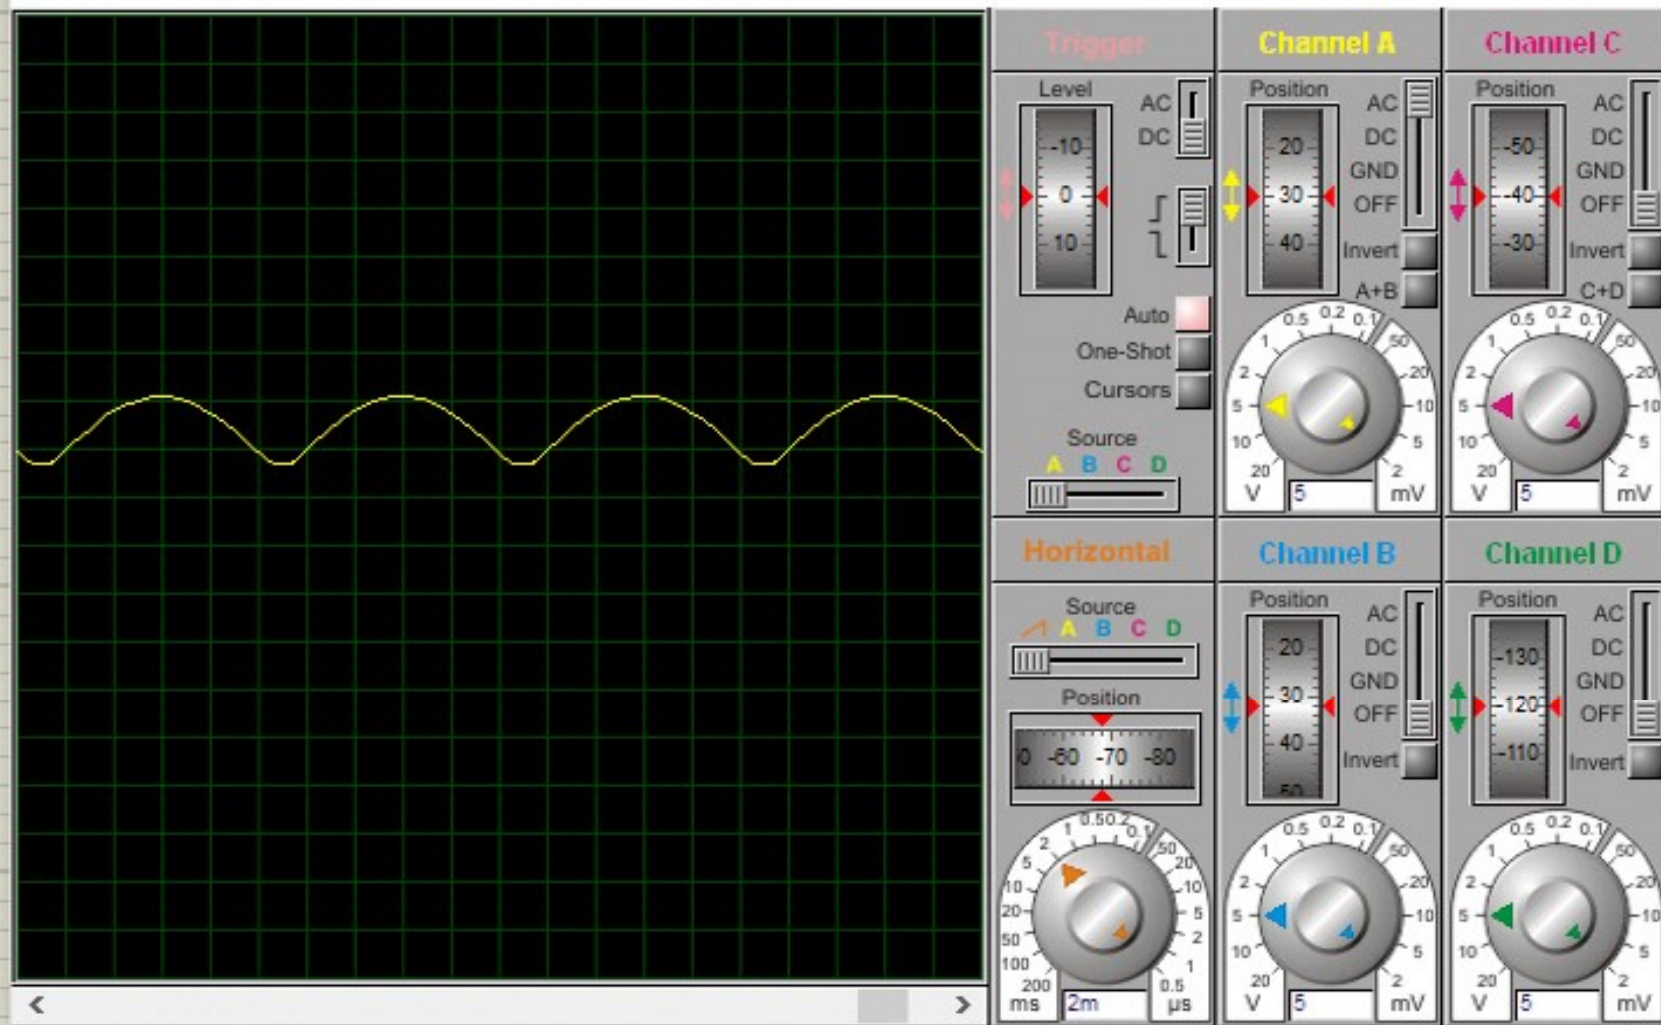 Trigger
Level
AC
DC
-10
0
10
Auto
One-Shot
Cursors
Source
A B C D
Channel A
Position
AC
DC
GND
OFF
20
30
40
Invert
A+B
20 10 5 2 1 0.5 0.2 0.1 50 20 10 5 2
V 5 mV
Channel C
Position
AC
DC
GND
OFF
-50
-40
-30
Invert
C+D
20 10 5 2 1 0.5 0.2 0.1 50 20 10 5 2
V 5 mV
Horizontal
Source
A B C D
Position
0 -60 -70 -80
200 100 50 20 10 5 2 1 0.5 0.2 0.1 50 20 10 5 2 1 0.5
ms 2m µs
Channel B
Position
AC
DC
GND
OFF
20
30
40
50
Invert
20 10 5 2 1 0.5 0.2 0.1 50 20 10 5 2
V 5 mV
Channel D
Position
AC
DC
GND
OFF
-130
-120
-110
Invert
20 10 5 2 1 0.5 0.2 0.1 50 20 10 5 2
V 5 mV